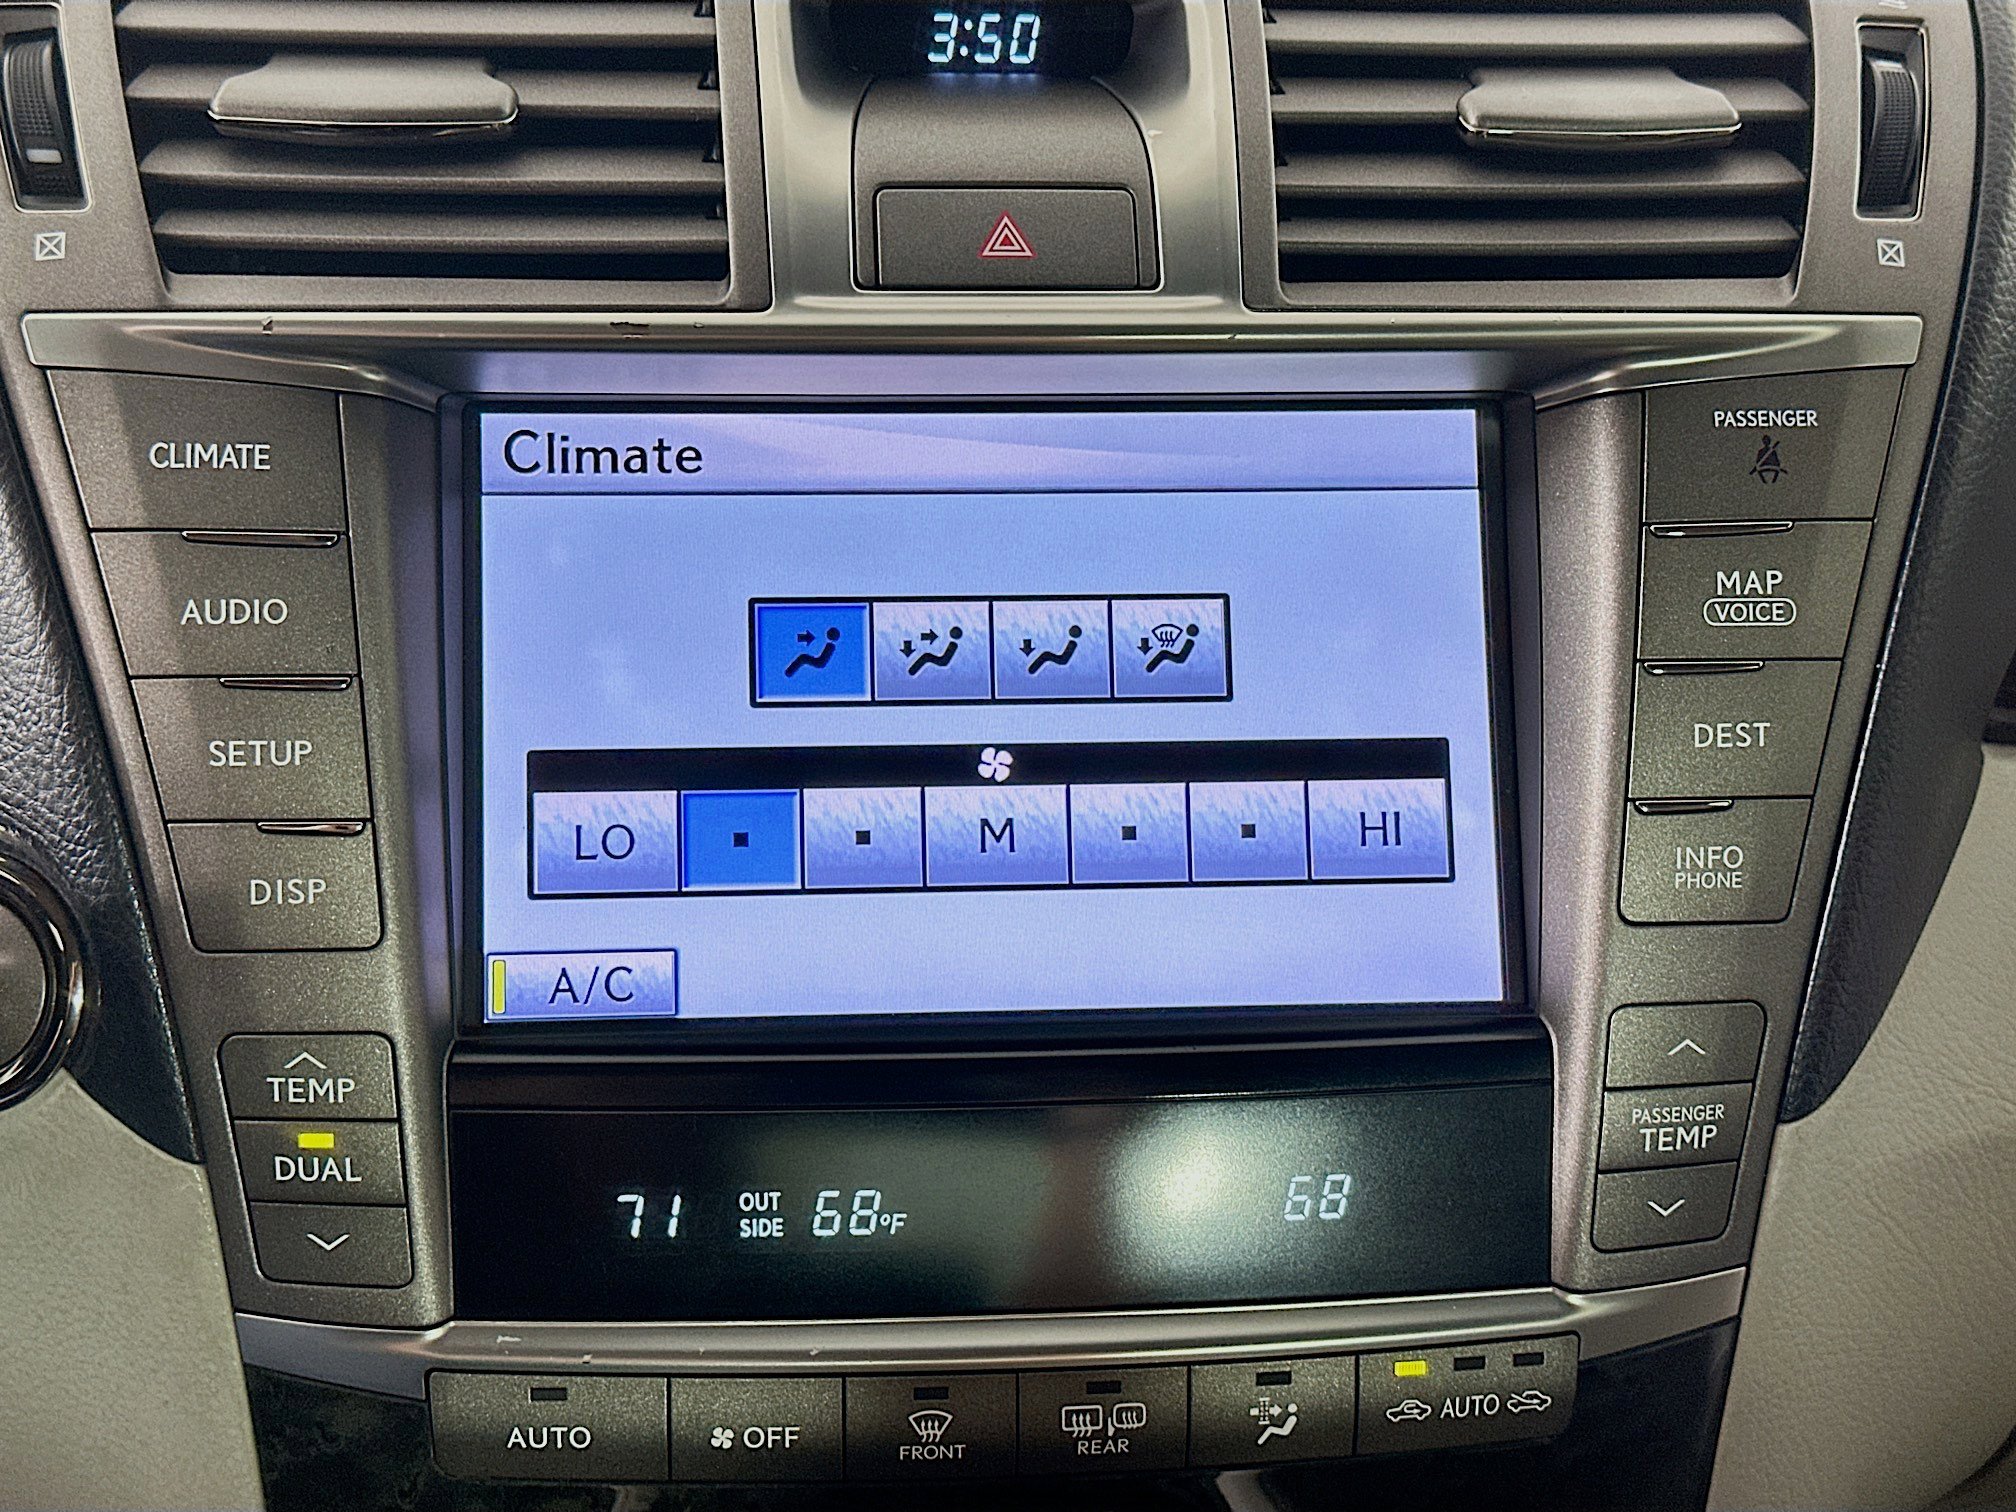 3:50
CLIMATE
AUDIO
SETUP
DISP
Climate
LO
M
HI
A/C
PASSENGER
MAP
VOICE
DEST
INFO
PHONE
TEMP
DUAL
71 OUT SIDE 68°F 68
PASSENGER
TEMP
AUTO
OFF
FRONT
REAR
AUTO